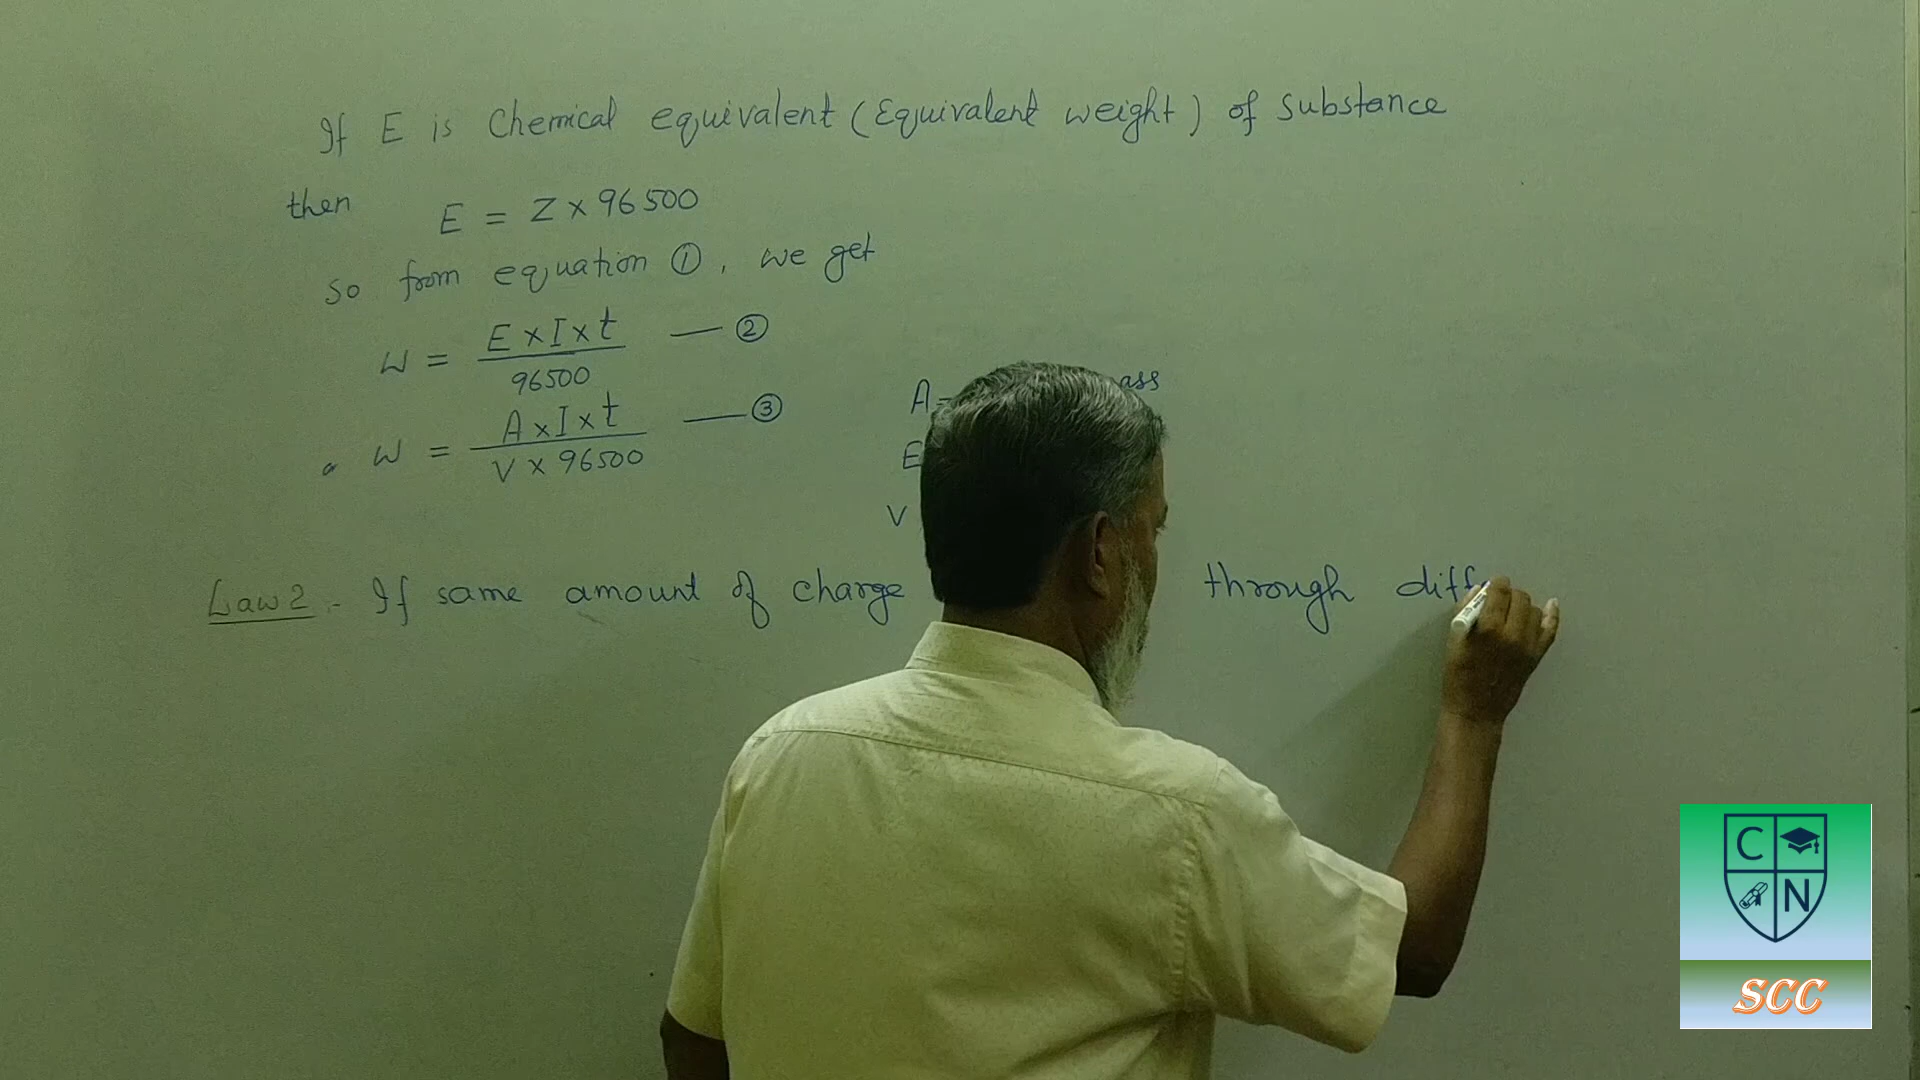 If E is Chemical equivalent (Equivalent weight) of substance
then E = Z × 96500
so from equation ①, we get
W = E × I × t / 96500 — ②
or W = A × I × t / V × 96500 — ③
A =
E
V
Law 2 :- If same amount of charge through diff
C N
SCC